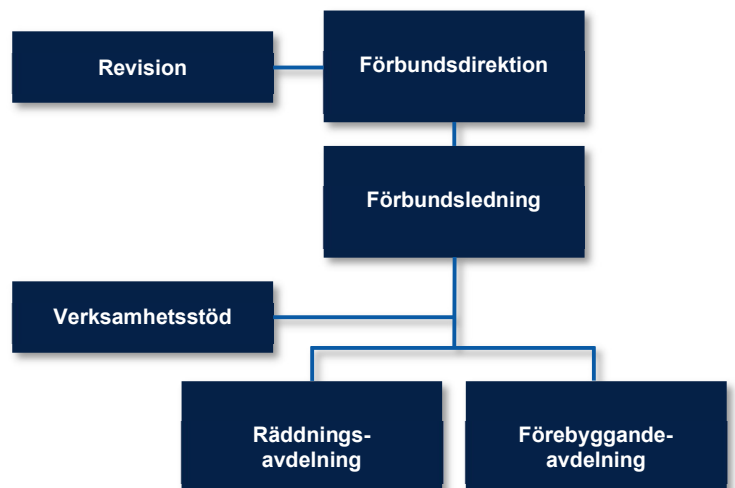 Revision
Förbundsdirektion
Förbundsledning
Verksamhetsstöd
Räddnings-
avdelning
Förebyggande-
avdelning